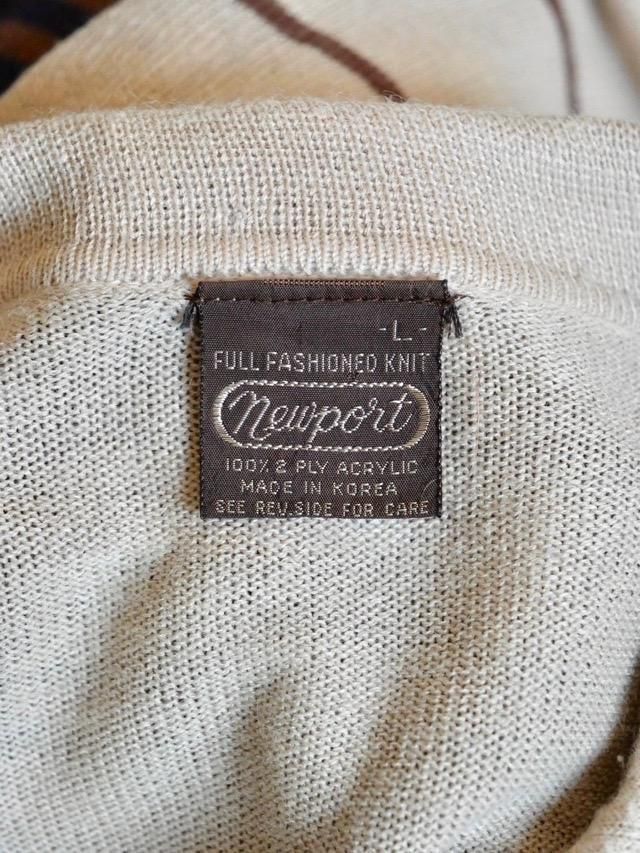 -L-
FULL FASHIONED KNIT
Newport
100% 2 PLY ACRYLIC
MADE IN KOREA
SEE REV. SIDE FOR CARE